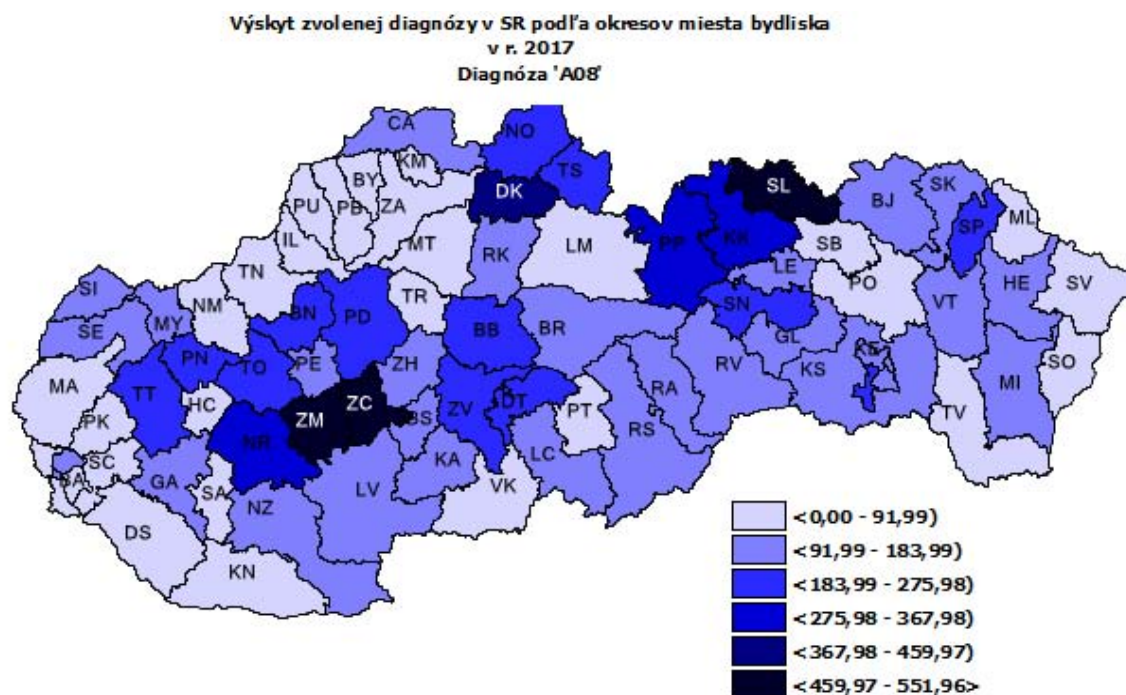 Výskyt zvolenej diagnózy v SR podľa okresov miesta bydliska
v r. 2017
Diagnóza 'A08'
CA
NO
KM
TS
BY
DK
SL
PU
PB
ZA
BJ
SK
ML
SP
IL
MT
RK
LM
PP
KK
SB
TN
LE
PO
HE
SV
SI
NM
TR
SN
VT
SE
MY
BN
PD
BB
BR
GL
PN
TO
PE
ZH
RV
KE
SO
MA
TT
HC
ZM
ZC
BS
ZV
DT
PT
RA
KS
MI
PK
NR
RS
TV
SC
BA
GA
SA
KA
LC
NZ
LV
VK
DS
KN
<0,00 - 91,99)
<91,99 - 183,99)
<183,99 - 275,98)
<275,98 - 367,98)
<367,98 - 459,97)
<459,97 - 551,96>